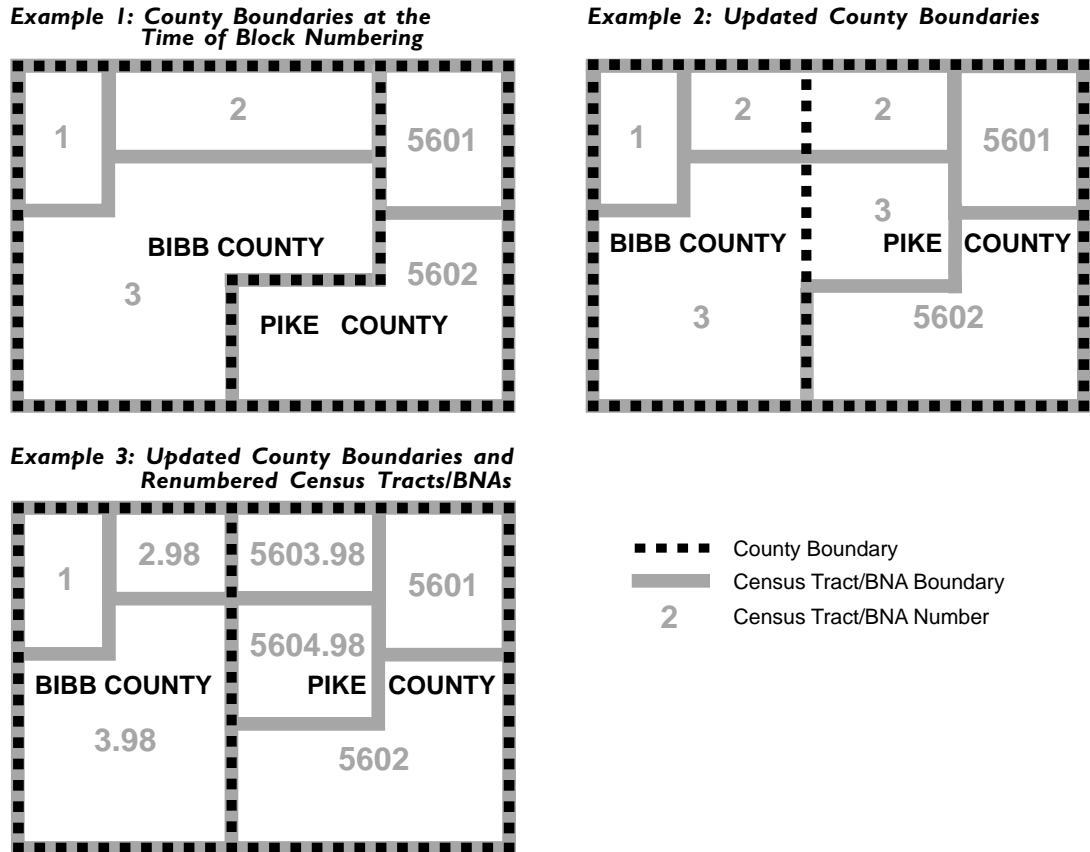 Example 1: County Boundaries at the
Time of Block Numbering
1
2
5601
BIBB COUNTY
3
5602
PIKE COUNTY
Example 2: Updated County Boundaries
1
2
2
5601
3
BIBB COUNTY
PIKE COUNTY
3
5602
Example 3: Updated County Boundaries and
Renumbered Census Tracts/BNAs
1
2.98
5603.98
5601
5604.98
BIBB COUNTY
PIKE COUNTY
3.98
5602
County Boundary
Census Tract/BNA Boundary
2 Census Tract/BNA Number